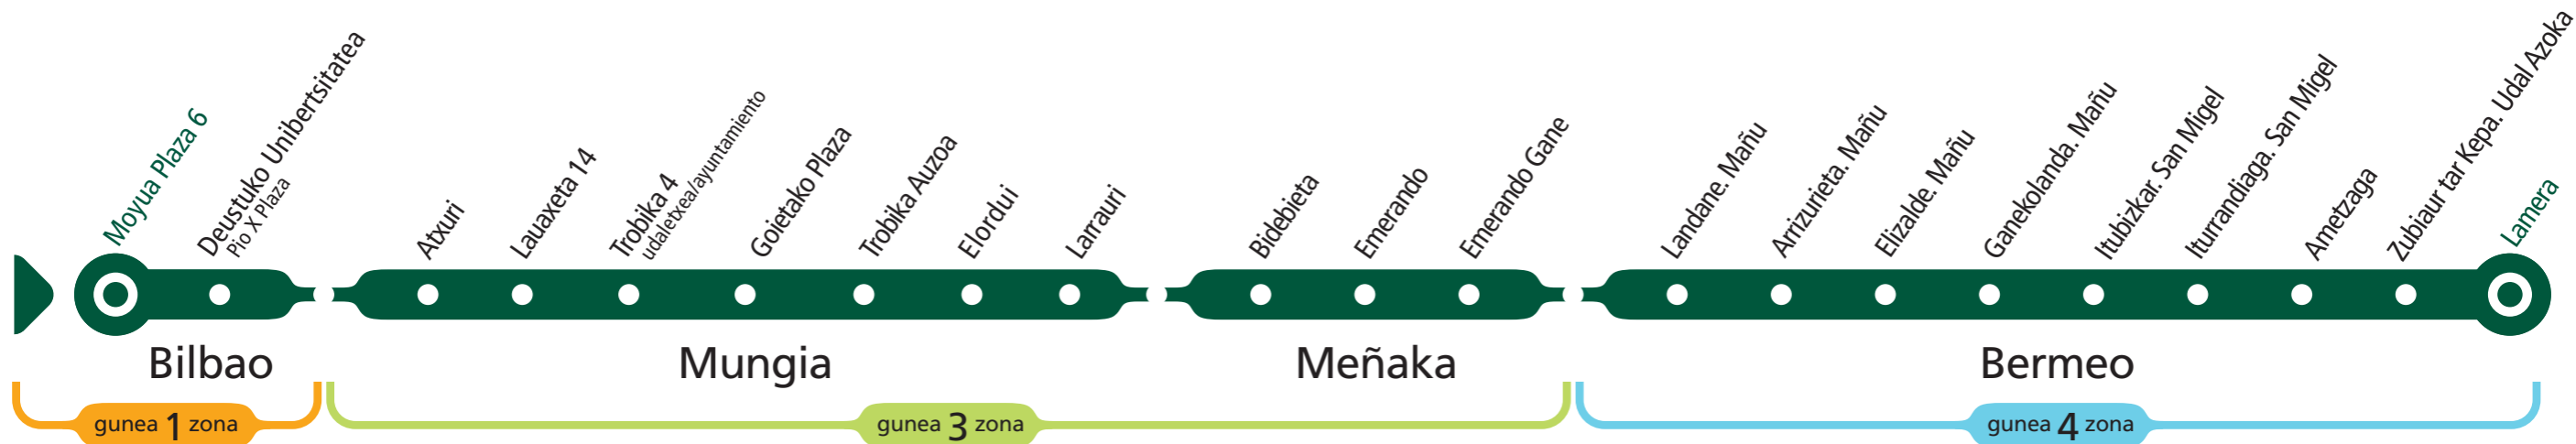 Moyua Plaza 6
Deustuko Unibertsitatea
Pio X Plaza
Atxuri
Lauaxeta 14
Trobika 4
udaletxea/ayuntamiento
Goietako Plaza
Trobika Auzoa
Elordui
Larrauri
Bidebieta
Emerando
Emerando Gane
Landane. Mañu
Arrizurieta. Mañu
Elizalde. Mañu
Ganekolanda. Mañu
Itubizkar. San Migel
Iturrandiaga. San Migel
Ametzaga
Zubiaur tar Kepa. Udal Azoka
Lamera
Bilbao
Mungia
Meñaka
Bermeo
gunea 1 zona
gunea 3 zona
gunea 4 zona